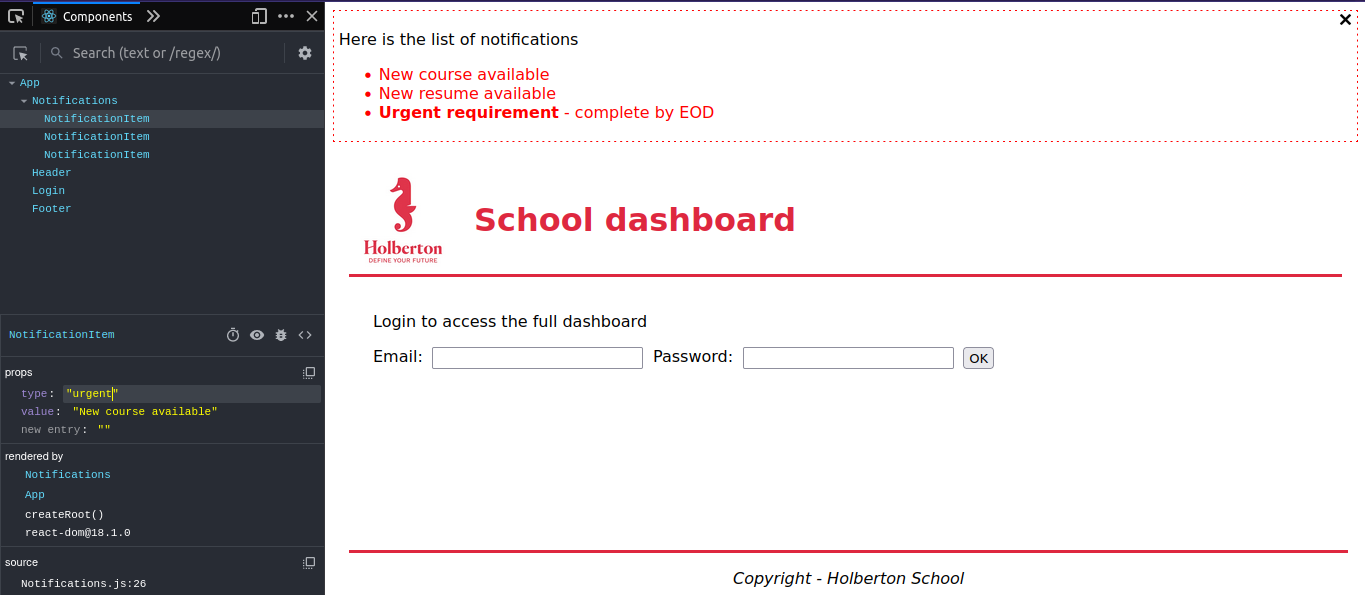 Components
Search (text or /regex/)
App
Notifications
NotificationItem
NotificationItem
NotificationItem
Header
Login
Footer
NotificationItem
props
type: "urgent"
value: "New course available"
new entry: ""
rendered by
Notifications
App
createRoot()
react-dom@18.1.0
source
Notifications.js:26
Here is the list of notifications
New course available
New resume available
Urgent requirement - complete by EOD
Holberton
DEFINE YOUR FUTURE
School dashboard
Login to access the full dashboard
Email: Password: OK
Copyright - Holberton School